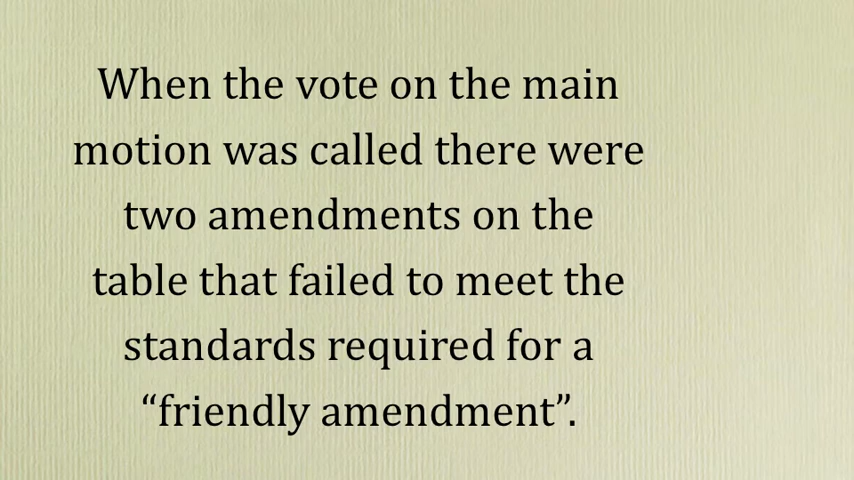 When the vote on the main
motion was called there were
two amendments on the
table that failed to meet the
standards required for a
“friendly amendment”.